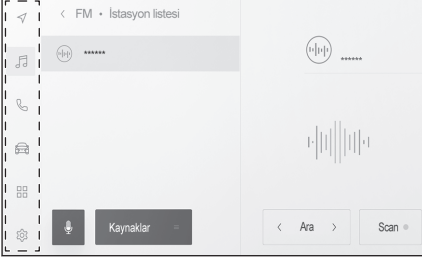 FM • İstasyon listesi
******
******
Kaynaklar
Ara
Scan